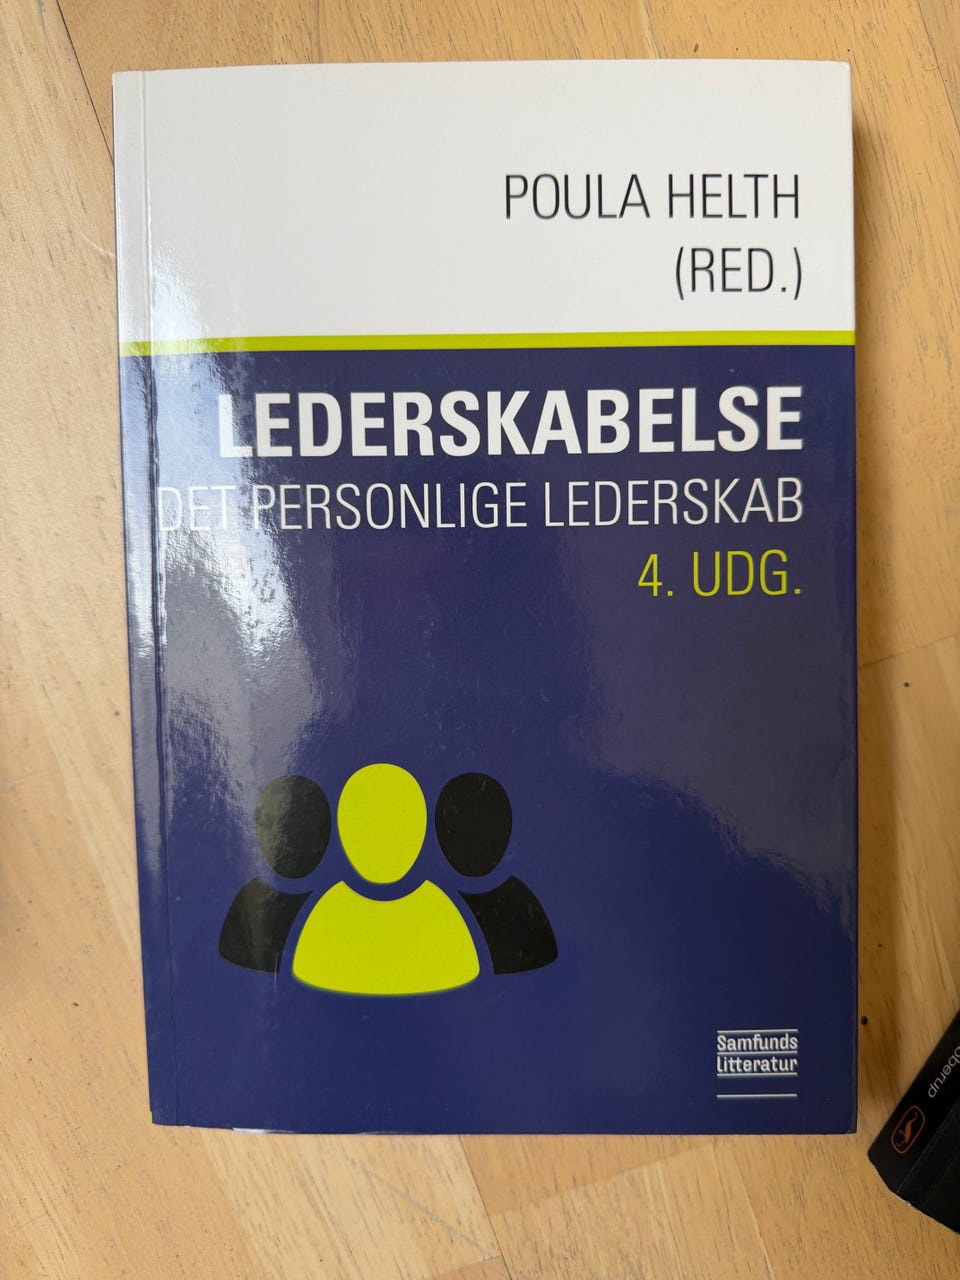 POULA HELTH
(RED.)
LEDERSKABELSE
DET PERSONLIGE LEDERSKAB
4. UDG.
Samfunds
litteratur